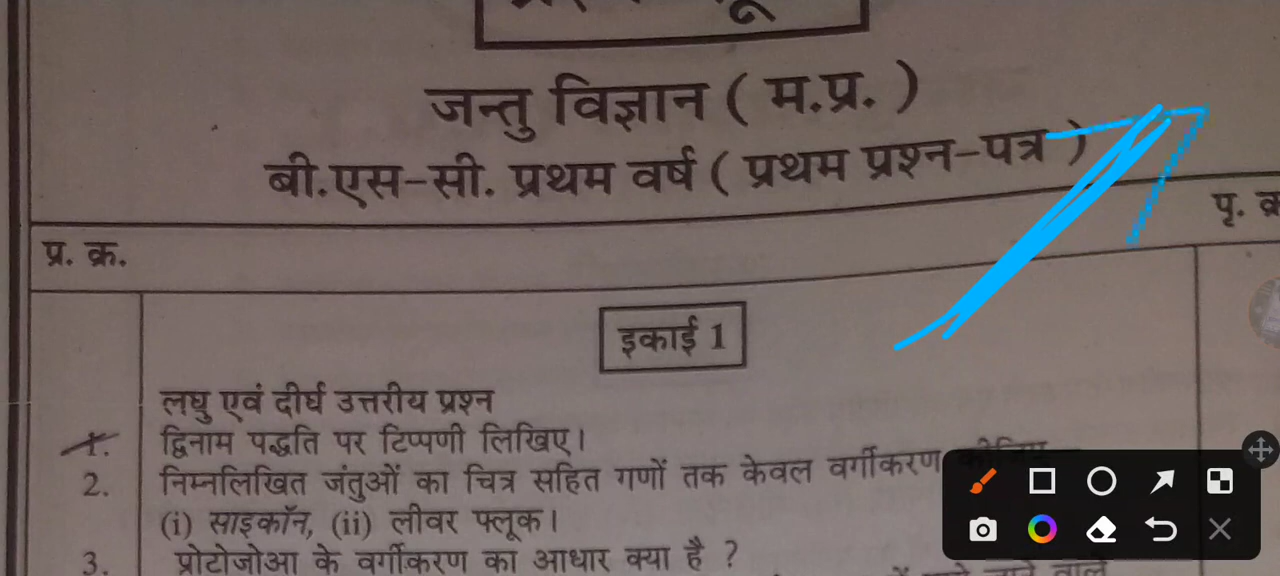 जन्तु विज्ञान ( म.प्र. )
बी.एस-सी. प्रथम वर्ष ( प्रथम प्रश्न-पत्र )
प्र. क्र.
पृ. क्र
इकाई 1
लघु एवं दीर्घ उत्तरीय प्रश्न
1. द्विनाम पद्धति पर टिप्पणी लिखिए।
2. निम्नलिखित जंतुओं का चित्र सहित गणों तक केवल वर्गीकरण कीजिए
(i) साइकॉन, (ii) लीवर फ्लूक।
3. प्रोटोजोआ के वर्गीकरण का आधार क्या है ?